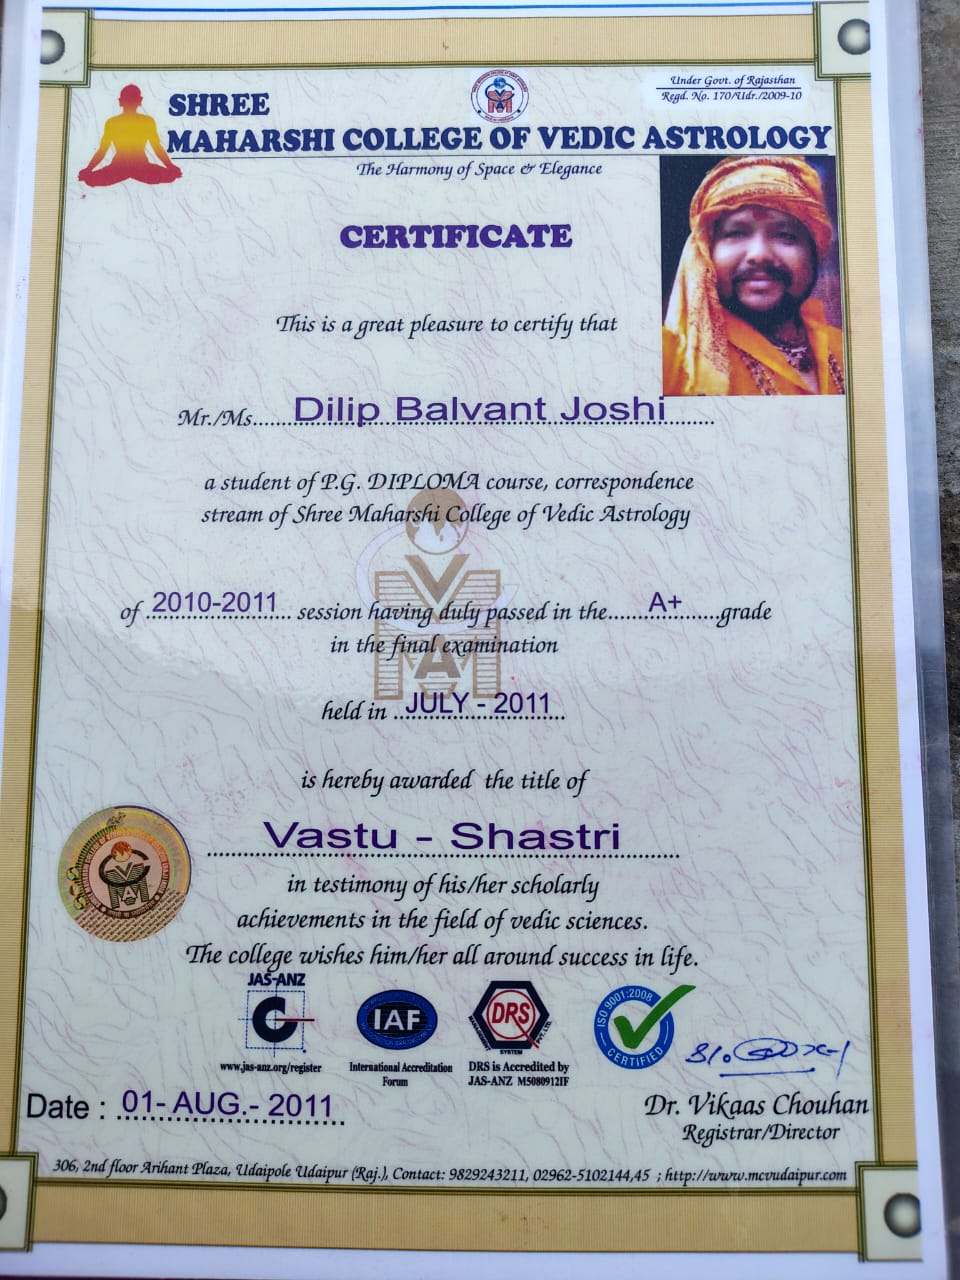 Under Govt. of Rajasthan
Regd. No. 170/Udr./2009-10
SHREE
MAHARSHI COLLEGE OF VEDIC ASTROLOGY
The Harmony of Space & Elegance
CERTIFICATE
This is a great pleasure to certify that
Mr./Ms. Dilip Balvant Joshi
a student of P.G. DIPLOMA course, correspondence
stream of Shree Maharshi College of Vedic Astrology
of 2010-2011 session having duly passed in the A+ grade
in the final examination
held in JULY - 2011
is hereby awarded the title of
Vastu - Shastri
in testimony of his/her scholarly
achievements in the field of vedic sciences.
The college wishes him/her all around success in life.
JAS-ANZ
www.jas-anz.org/register
IAF
International Accreditation
Forum
DRS
SYSTEM
DRS is Accredited by
JAS-ANZ M5080912IF
ISO 9001:2008
CERTIFIED
Date : 01- AUG.- 2011
Dr. Vikaas Chouhan
Registrar/Director
306, 2nd floor Arihant Plaza, Udaipole Udaipur (Raj.), Contact: 9829243211, 02962-5102144,45 ; http://www.mcvudaipur.com